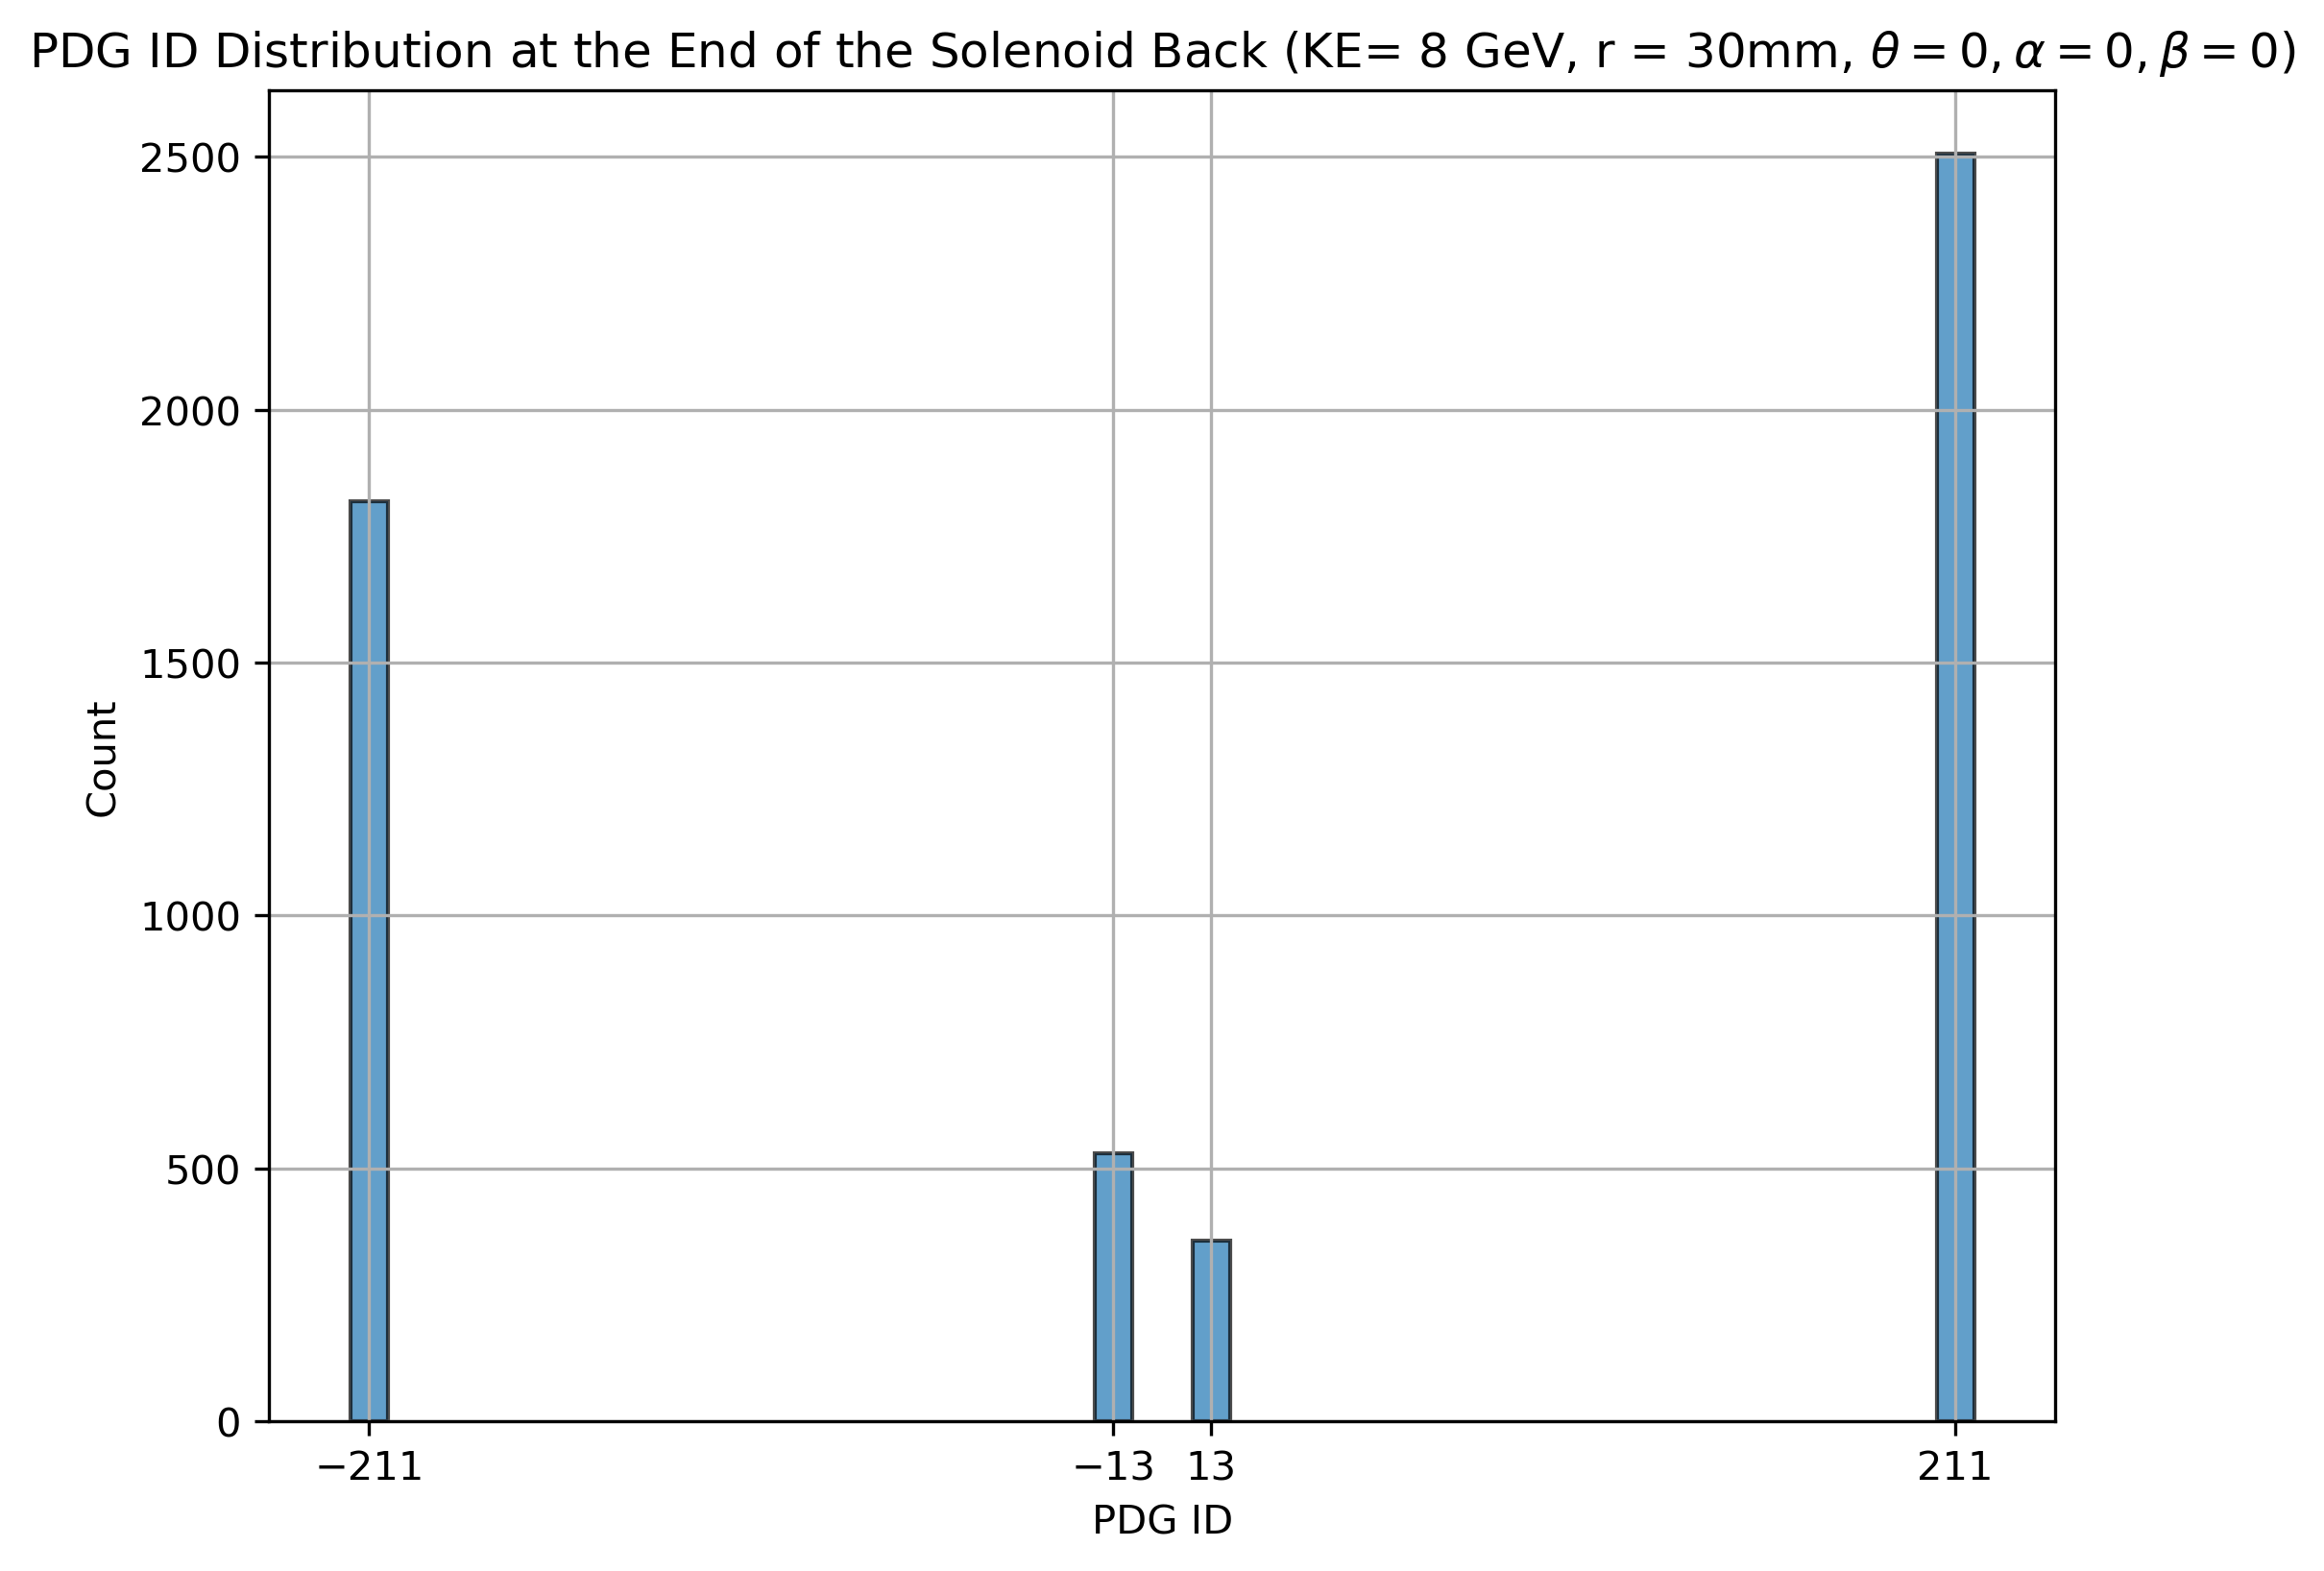 PDG ID Distribution at the End of the Solenoid Back (KE= 8 GeV, r = 30mm, θ = 0, α = 0, β = 0)
2500
2000
1500
1000
500
0
Count
−211 −13 13 211
PDG ID